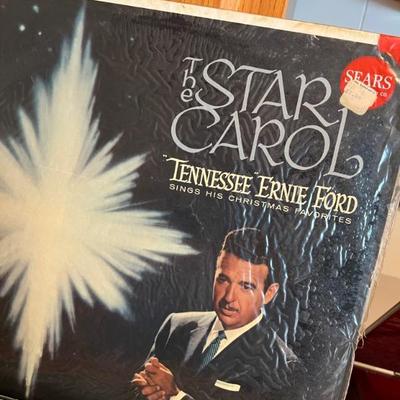 The STAR
CAROL
SEARS
"TENNESSEE" ERNIE FORD
SINGS HIS CHRISTMAS FAVORITES